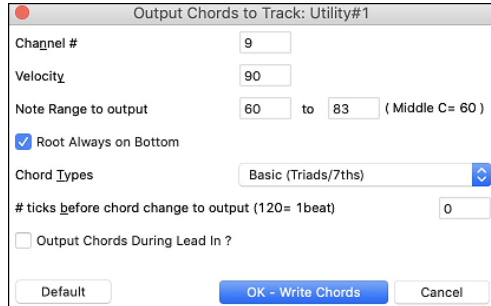 Output Chords to Track: Utility#1
Channel # 9
Velocity 90
Note Range to output 60 to 83 ( Middle C= 60 )
Root Always on Bottom
Chord Types Basic (Triads/7ths)
# ticks before chord change to output (120= 1beat) 0
Output Chords During Lead In ?
Default OK - Write Chords Cancel